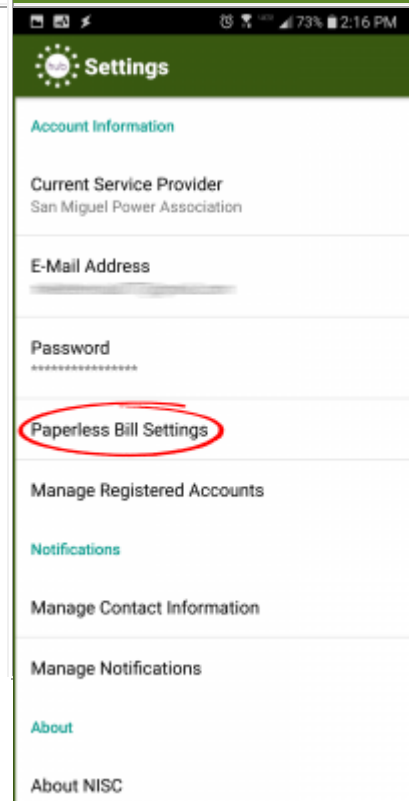 73% 2:16 PM
hub Settings
Account Information
Current Service Provider
San Miguel Power Association
E-Mail Address
Password
****************
Paperless Bill Settings
Manage Registered Accounts
Notifications
Manage Contact Information
Manage Notifications
About
About NISC